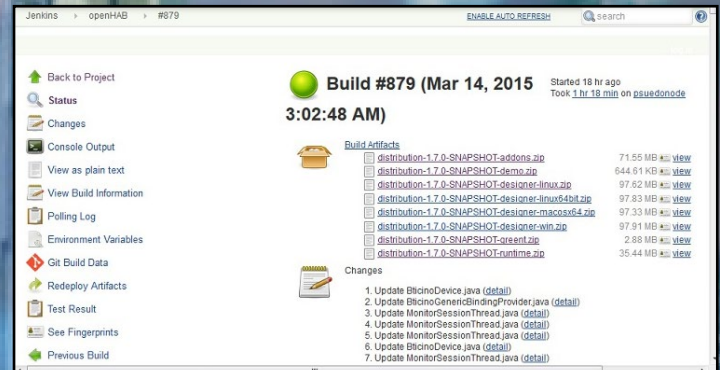 Jenkins › openHAB › #879
ENABLE AUTO REFRESH
search
Back to Project
Status
Changes
Console Output
View as plain text
View Build Information
Polling Log
Environment Variables
Git Build Data
Redeploy Artifacts
Test Result
See Fingerprints
Previous Build
Build #879 (Mar 14, 2015
3:02:48 AM)
Started 18 hr ago
Took 1 hr 18 min on psuedonode
Build Artifacts
distribution-1.7.0-SNAPSHOT-addons.zip 71.55 MB view
distribution-1.7.0-SNAPSHOT-demo.zip 644.61 KB view
distribution-1.7.0-SNAPSHOT-designer-linux.zip 97.62 MB view
distribution-1.7.0-SNAPSHOT-designer-linux64bit.zip 97.83 MB view
distribution-1.7.0-SNAPSHOT-designer-macosx64.zip 97.33 MB view
distribution-1.7.0-SNAPSHOT-designer-win.zip 97.91 MB view
distribution-1.7.0-SNAPSHOT-greent.zip 2.88 MB view
distribution-1.7.0-SNAPSHOT-runtime.zip 35.44 MB view
Changes
1. Update BticinoDevice.java (detail)
2. Update BticinoGenericBindingProvider.java (detail)
3. Update MonitorSessionThread.java (detail)
4. Update MonitorSessionThread.java (detail)
5. Update MonitorSessionThread.java (detail)
6. Update BticinoDevice.java (detail)
7. Update MonitorSessionThread.java (detail)